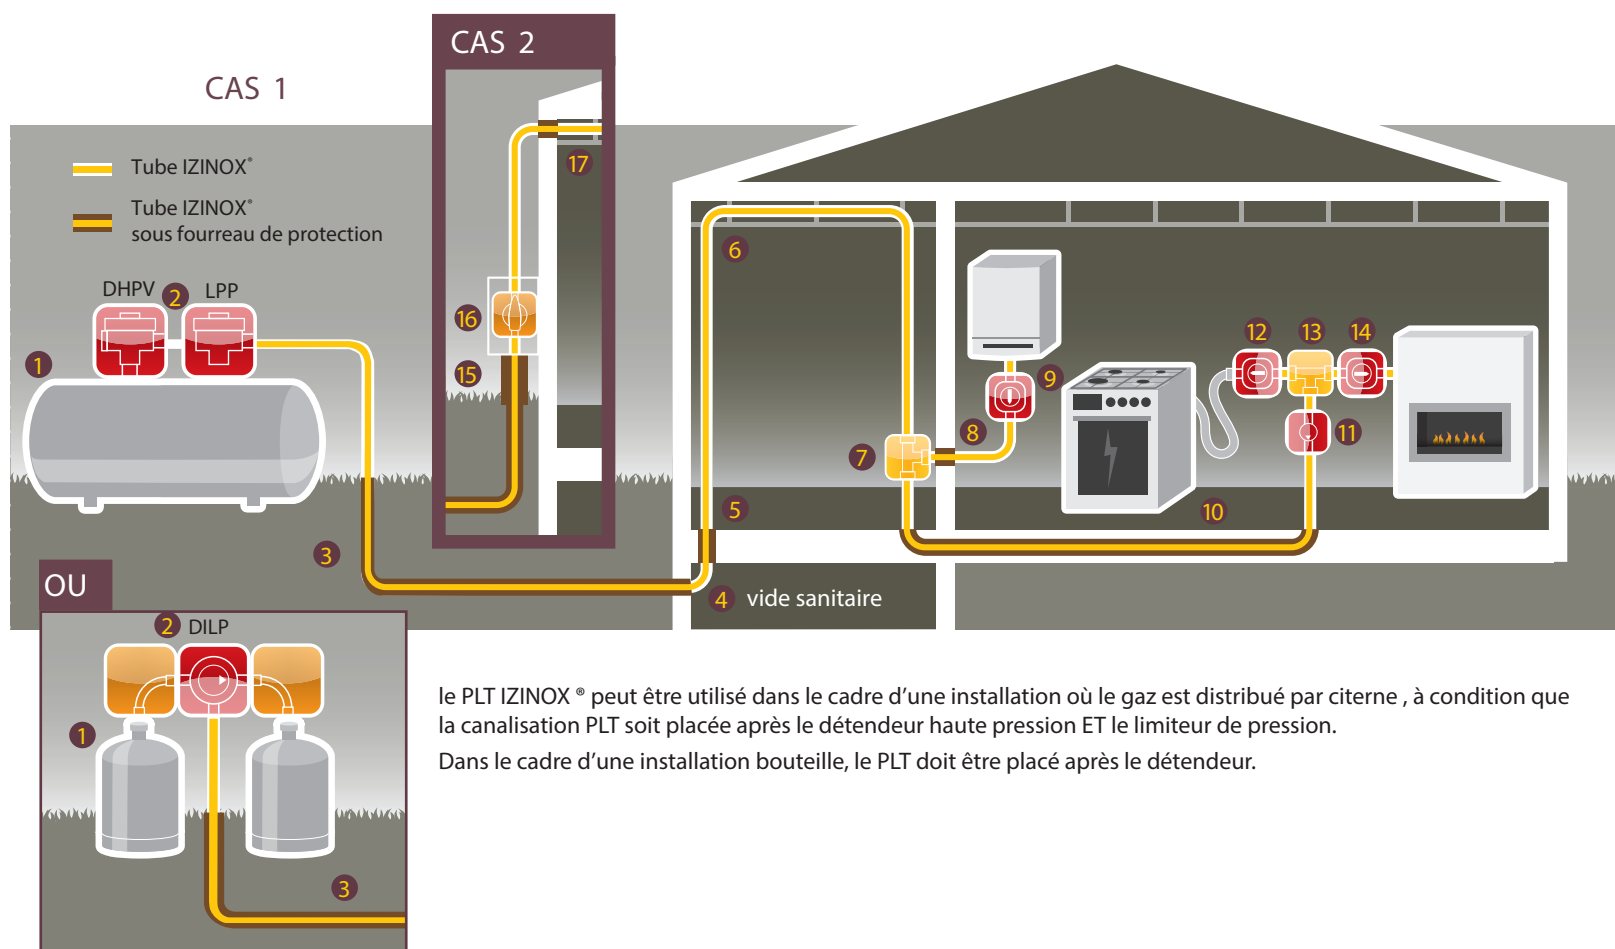 CAS 1
CAS 2
Tube IZINOX®
Tube IZINOX®
sous fourreau de protection
DHPV
2
LPP
1
3
OU
2
DILP
1
3
17
16
15
6
7
5
4
vide sanitaire
8
9
10
11
12
13
14
le PLT IZINOX ® peut être utilisé dans le cadre d’une installation où le gaz est distribué par citerne , à condition que
la canalisation PLT soit placée après le détendeur haute pression ET le limiteur de pression.
Dans le cadre d’une installation bouteille, le PLT doit être placé après le détendeur.